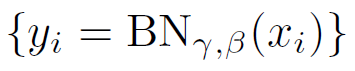 {y_i = BN_{γ,β}(x_i)}